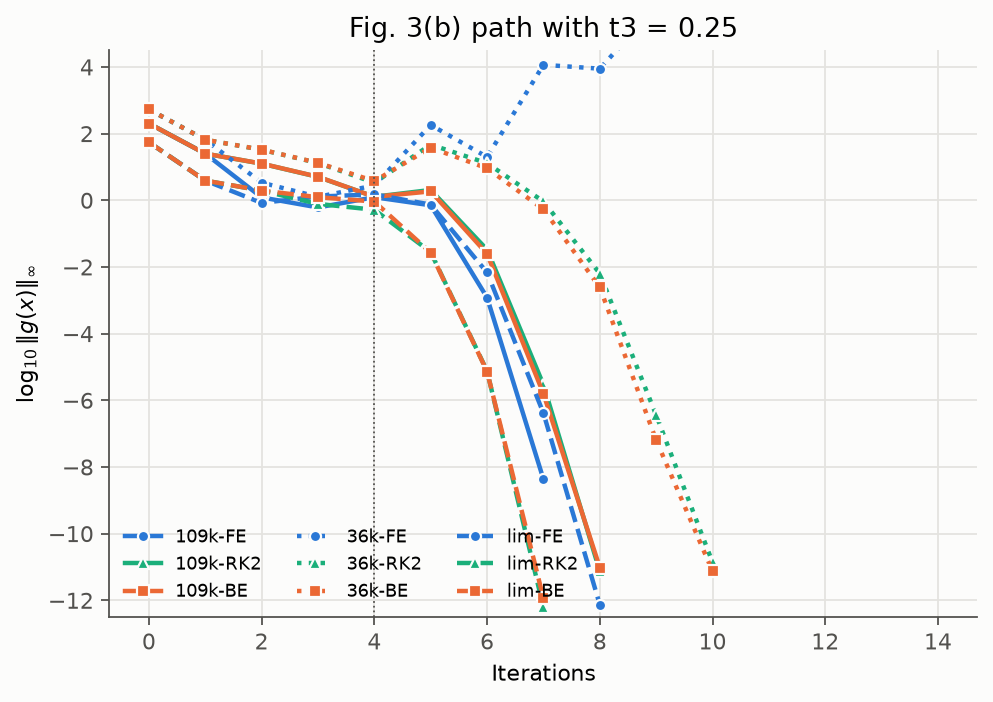 Fig. 3(b) path with t3 = 0.25
log₁₀ ‖g(x)‖∞
4
2
0
−2
−4
−6
−8
−10
−12
109k-FE 36k-FE lim-FE
109k-RK2 36k-RK2 lim-RK2
109k-BE 36k-BE lim-BE
0 2 4 6 8 10 12 14
Iterations